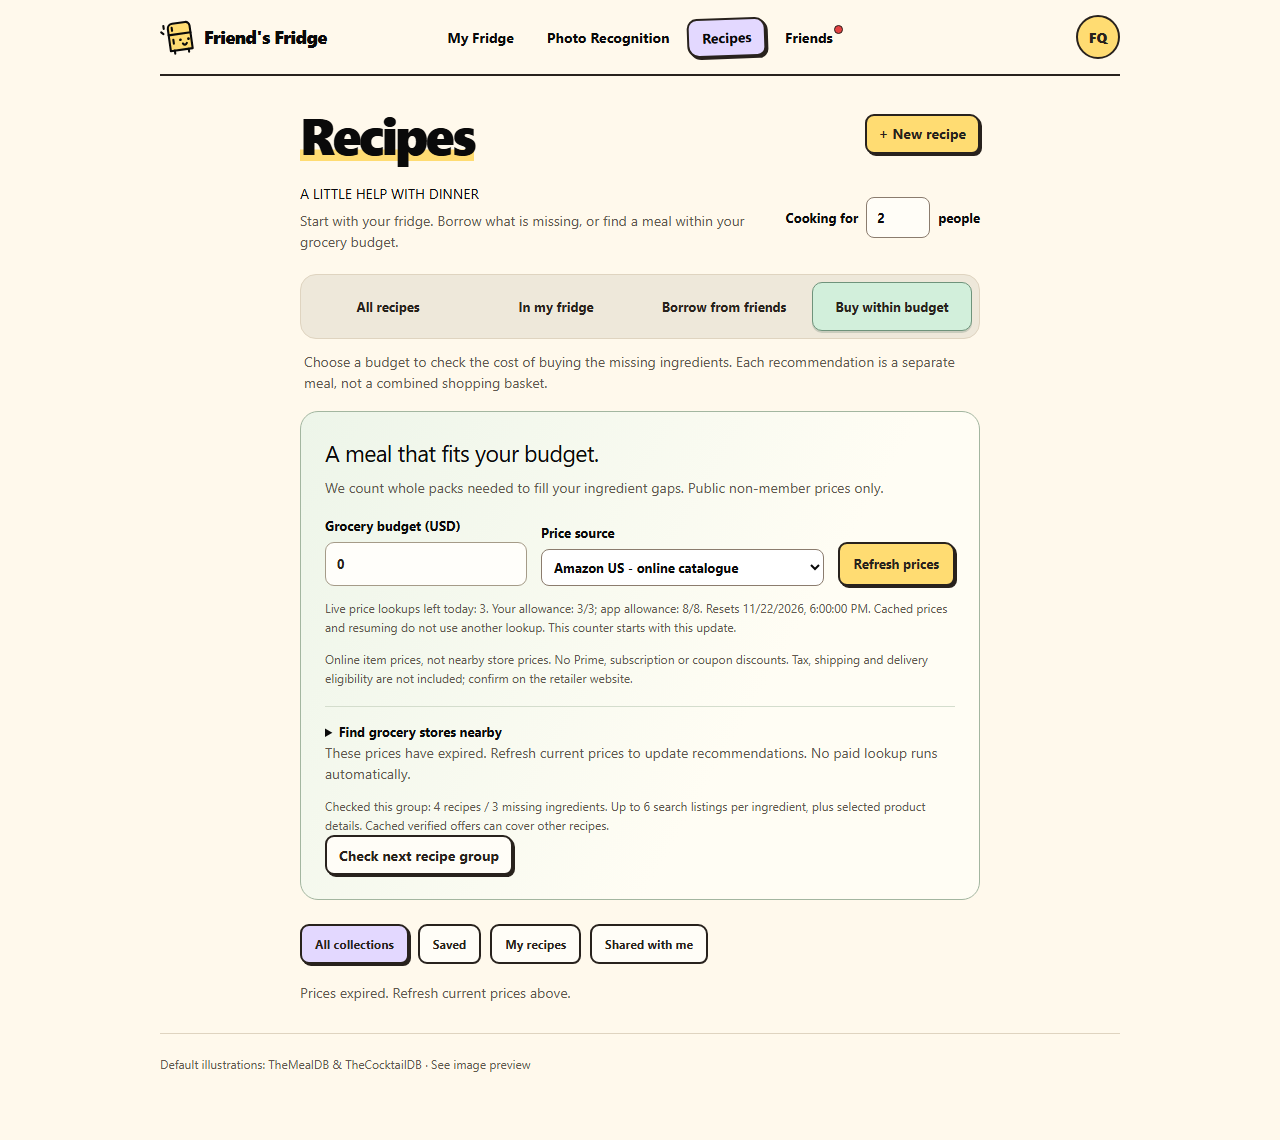 Friend's Fridge
My Fridge
Photo Recognition
Recipes
Friends
FQ
Recipes
+ New recipe
A LITTLE HELP WITH DINNER
Start with your fridge. Borrow what is missing, or find a meal within your
grocery budget.
Cooking for 2 people
All recipes
In my fridge
Borrow from friends
Buy within budget
Choose a budget to check the cost of buying the missing ingredients. Each recommendation is a separate
meal, not a combined shopping basket.
A meal that fits your budget.
We count whole packs needed to fill your ingredient gaps. Public non-member prices only.
Grocery budget (USD)
0
Price source
Amazon US - online catalogue
Refresh prices
Live price lookups left today: 3. Your allowance: 3/3; app allowance: 8/8. Resets 11/22/2026, 6:00:00 PM. Cached prices
and resuming do not use another lookup. This counter starts with this update.
Online item prices, not nearby store prices. No Prime, subscription or coupon discounts. Tax, shipping and delivery
eligibility are not included; confirm on the retailer website.
Find grocery stores nearby
These prices have expired. Refresh current prices to update recommendations. No paid lookup runs
automatically.
Checked this group: 4 recipes / 3 missing ingredients. Up to 6 search listings per ingredient, plus selected product
details. Cached verified offers can cover other recipes.
Check next recipe group
All collections
Saved
My recipes
Shared with me
Prices expired. Refresh current prices above.
Default illustrations: TheMealDB & TheCocktailDB · See image preview